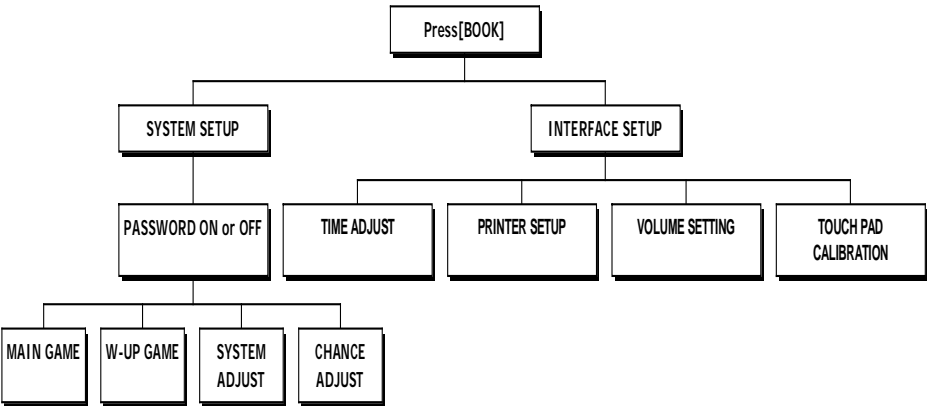 Press[BOOK]
SYSTEM SETUP
INTERFACE SETUP
PASSWORD ON or OFF
TIME ADJUST
PRINTER SETUP
VOLUME SETTING
TOUCH PAD
CALIBRATION
MAIN GAME
W-UP GAME
SYSTEM
ADJUST
CHANCE
ADJUST